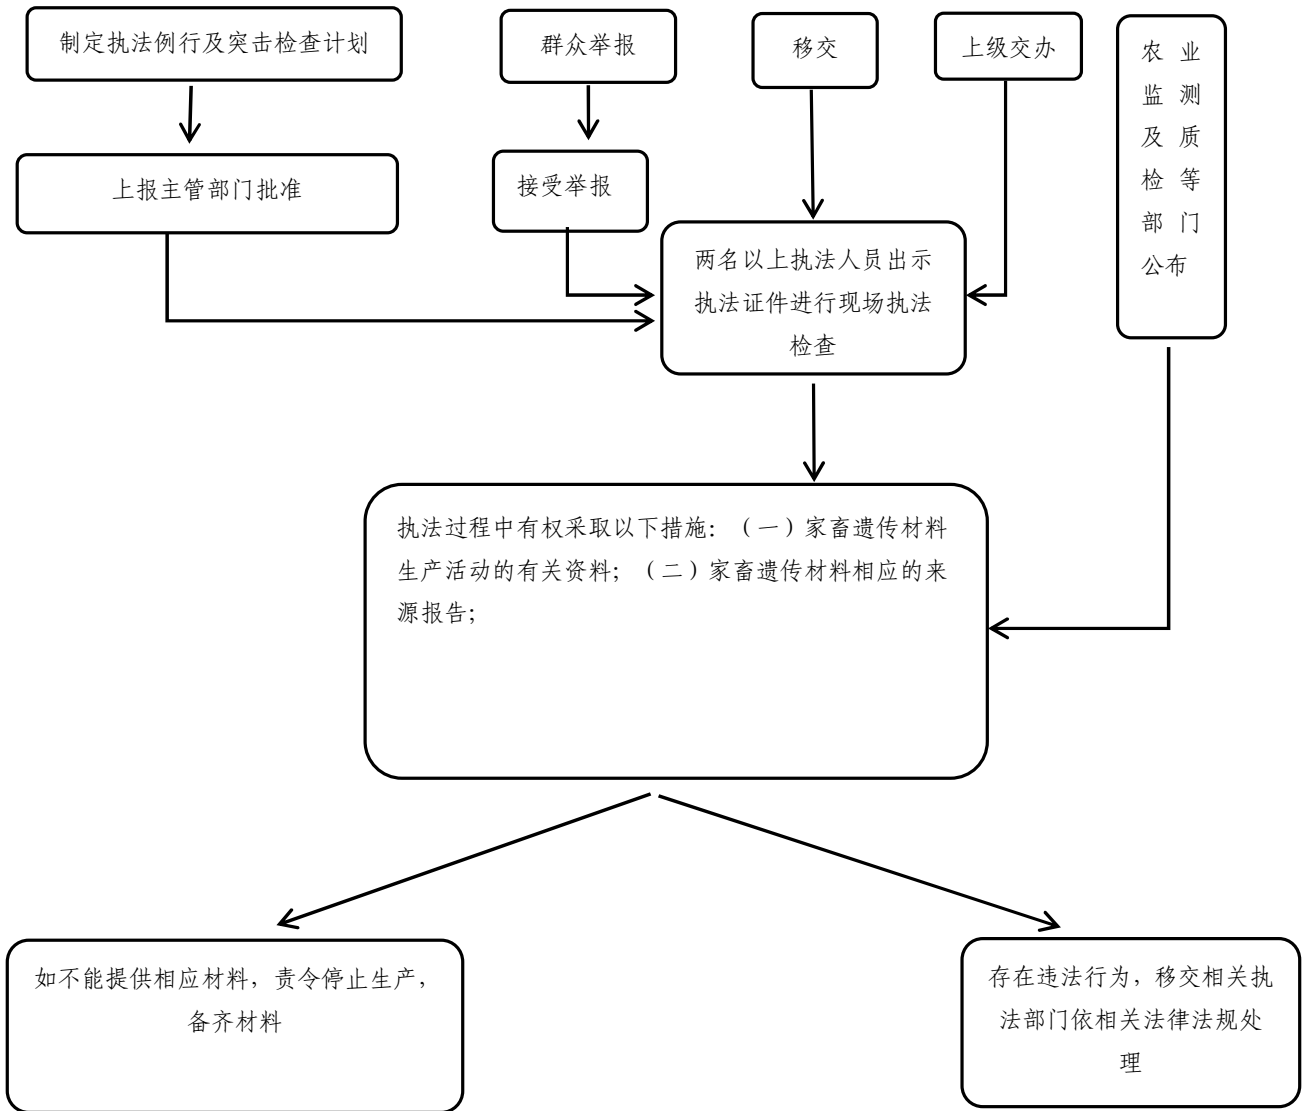 制定执法例行及突击检查计划
群众举报
移交
上级交办
农 业
监 测
及 质
检 等
部 门
公布
上报主管部门批准
接受举报
两名以上执法人员出示
执法证件进行现场执法
检查
执法过程中有权采取以下措施：（一）家畜遗传材料
生产活动的有关资料；（二）家畜遗传材料相应的来
源报告；
如不能提供相应材料，责令停止生产，
备齐材料
存在违法行为，移交相关执
法部门依相关法律法规处
理